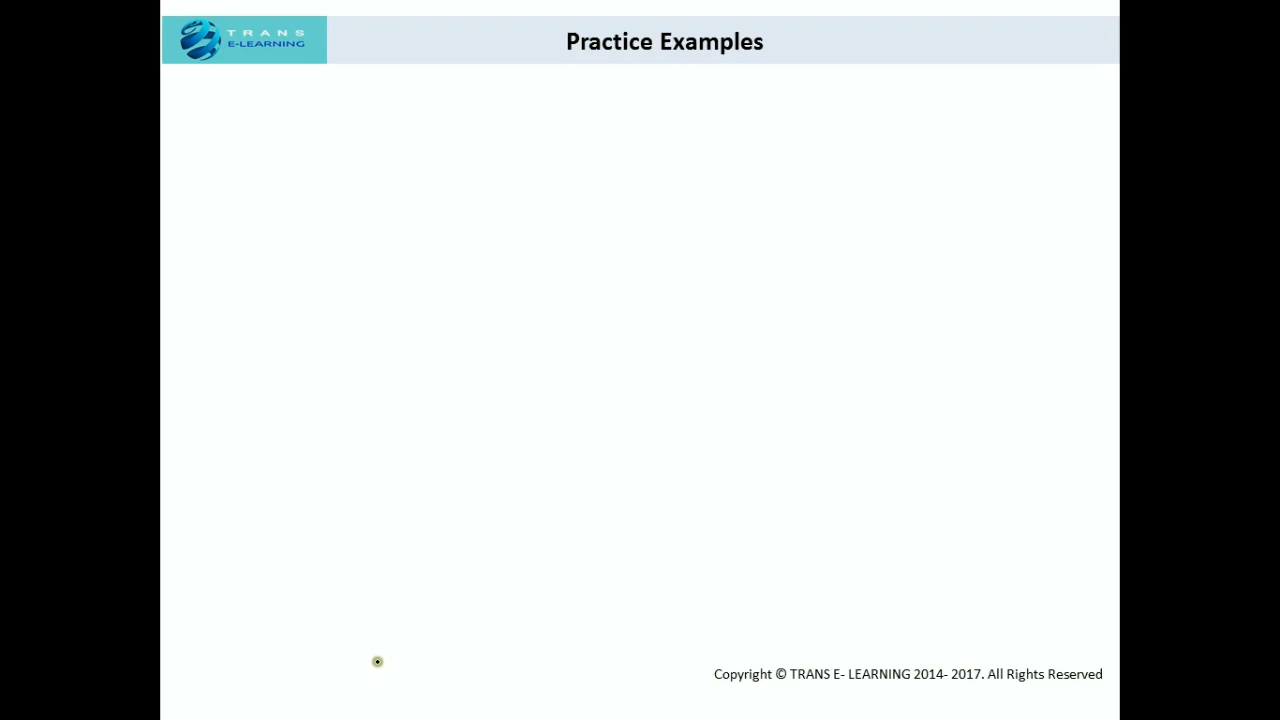 TRANS
E-LEARNING
Practice Examples
Copyright © TRANS E- LEARNING 2014- 2017. All Rights Reserved